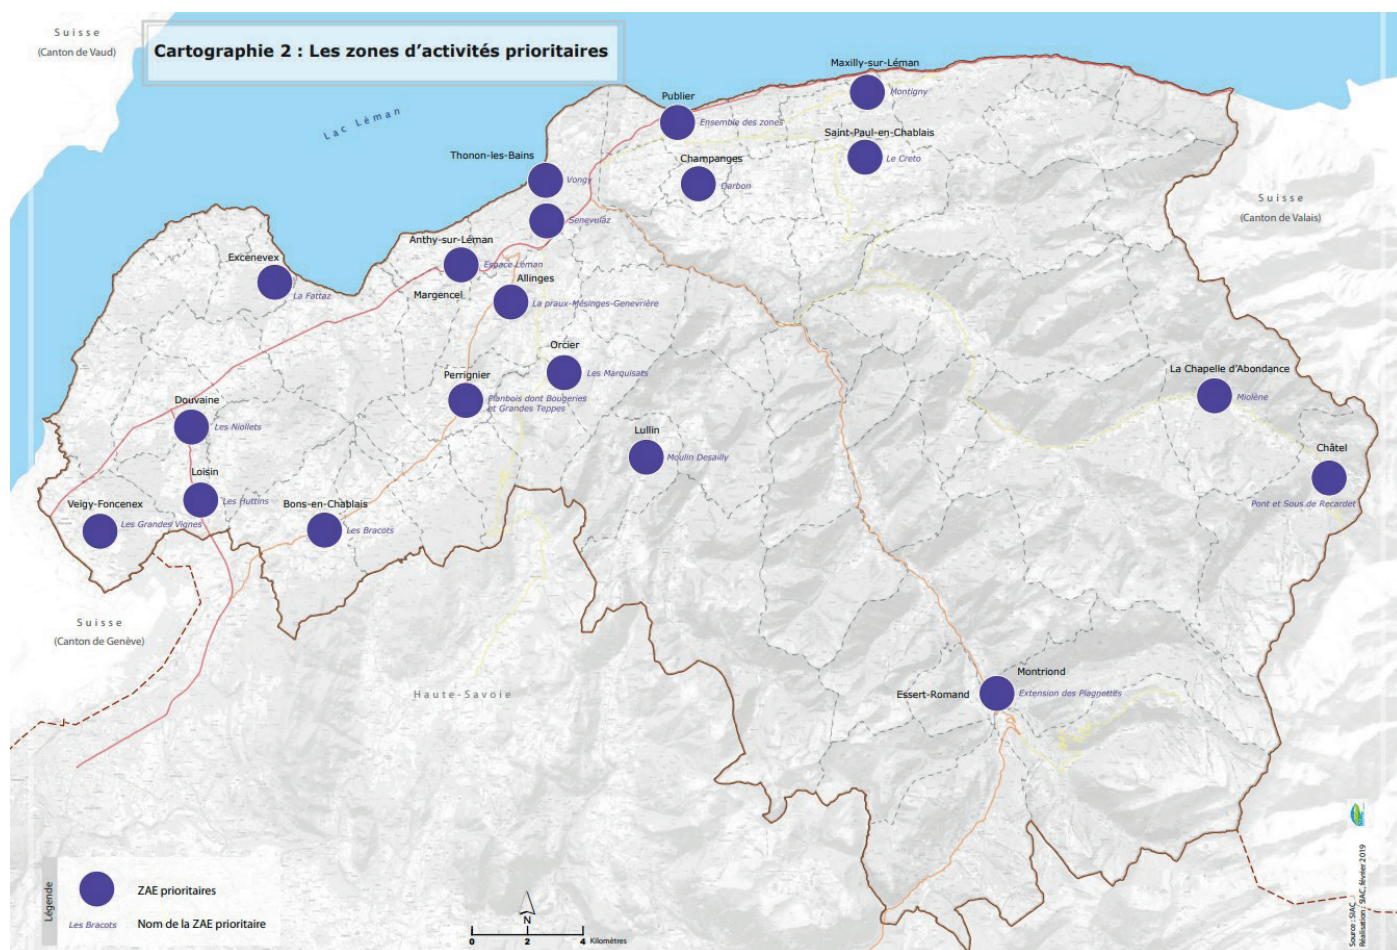 Suisse
(Canton de Vaud)
Cartographie 2 : Les zones d'activités prioritaires
Lac Léman
Maxilly-sur-Léman
Montigny
Publier
Ensemble des zones
Saint-Paul-en-Chablais
Le Creto
Thonon-les-Bains
Vongy
Champanges
Darbon
Senevulaz
Suisse
(Canton de Valais)
Anthy-sur-Léman
Espace Léman
Excenevex
La Fattaz
Margencel
Allinges
La praux-Mésinges-Genevrière
Orcier
Les Marquisats
Perrignier
Planbois dont Bougeries
et Grandes Teppes
La Chapelle d'Abondance
Miolène
Douvaine
Les Niollets
Lullin
Moulin Desailly
Châtel
Pont et Sous de Recardet
Loisin
Les Huttins
Veigy-Foncenex
Les Grandes Vignes
Bons-en-Chablais
Les Bracots
Suisse
(Canton de Genève)
Haute-Savoie
Montriond
Essert-Romand
Extension des Plagnettes
Légende
ZAE prioritaires
Les Bracots
Nom de la ZAE prioritaire
N
0 2 4 Kilomètres
SIAC
Source : SIAC
Réalisation : SIAC, février 2019